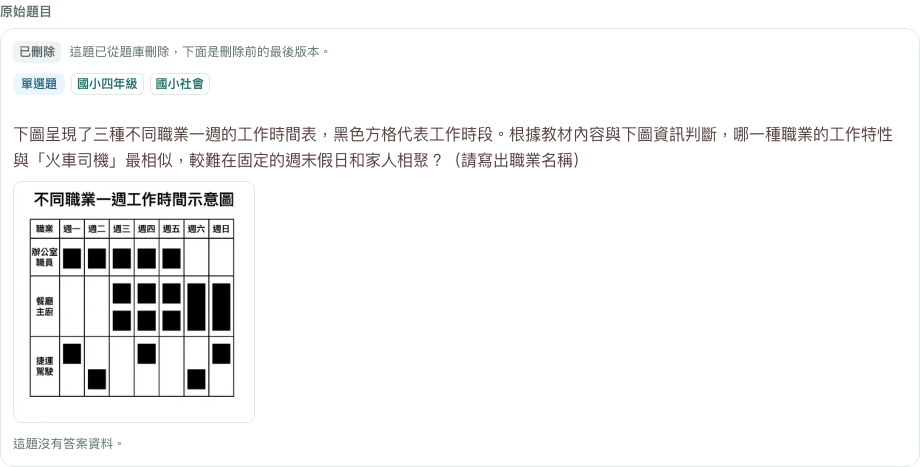 原始題目
已刪除 這題已從題庫刪除，下面是刪除前的最後版本。
單選題 國小四年級 國小社會
下圖呈現了三種不同職業一週的工作時間表，黑色方格代表工作時段。根據教材內容與下圖資訊判斷，哪一種職業的工作特性
與「火車司機」最相似，較難在固定的週末假日和家人相聚？（請寫出職業名稱）
不同職業一週工作時間示意圖
職業 週一 週二 週三 週四 週五 週六 週日
辦公室
職員
餐廳
主廚
捷運
駕駛
這題沒有答案資料。